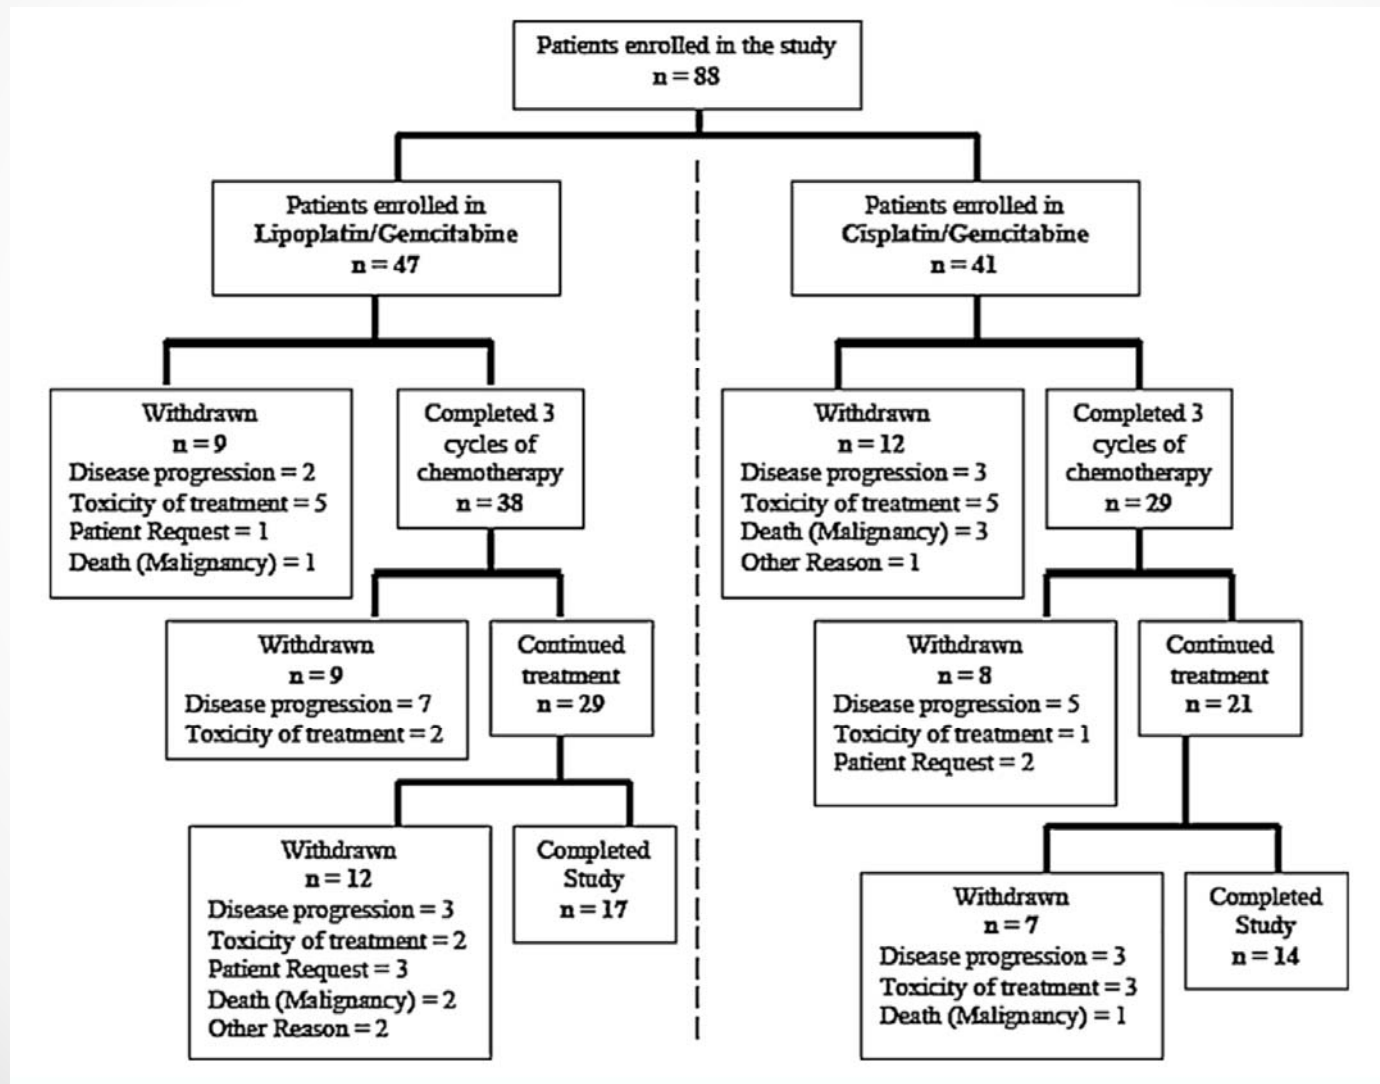 Patients enrolled in the study
n = 88
Patients enrolled in
Lipoplatin/Gemcitabine
n = 47
Patients enrolled in
Cisplatin/Gemcitabine
n = 41
Withdrawn
n = 9
Disease progression = 2
Toxicity of treatment = 5
Patient Request = 1
Death (Malignancy) = 1
Completed 3
cycles of
chemotherapy
n = 38
Withdrawn
n = 12
Disease progression = 3
Toxicity of treatment = 5
Death (Malignancy) = 3
Other Reason = 1
Completed 3
cycles of
chemotherapy
n = 29
Withdrawn
n = 9
Disease progression = 7
Toxicity of treatment = 2
Continued
treatment
n = 29
Withdrawn
n = 8
Disease progression = 5
Toxicity of treatment = 1
Patient Request = 2
Continued
treatment
n = 21
Withdrawn
n = 12
Disease progression = 3
Toxicity of treatment = 2
Patient Request = 3
Death (Malignancy) = 2
Other Reason = 2
Completed
Study
n = 17
Withdrawn
n = 7
Disease progression = 3
Toxicity of treatment = 3
Death (Malignancy) = 1
Completed
Study
n = 14